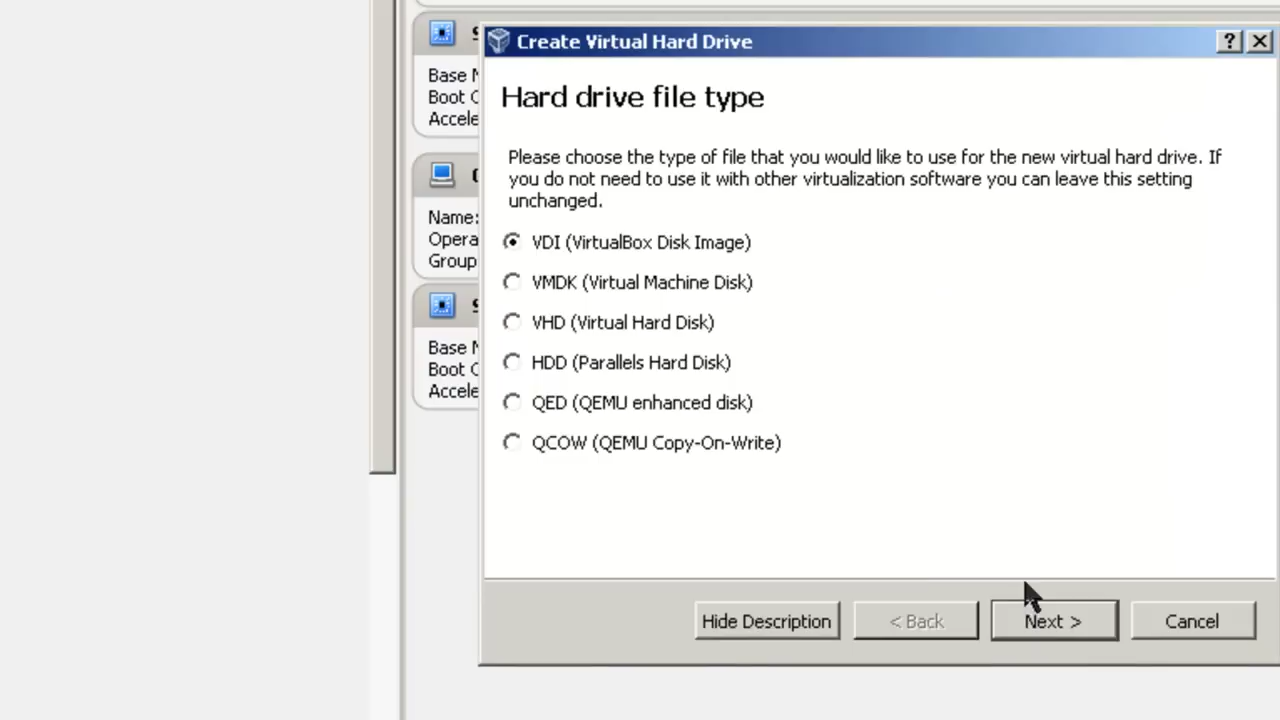 Create Virtual Hard Drive
Hard drive file type
Please choose the type of file that you would like to use for the new virtual hard drive. If
you do not need to use it with other virtualization software you can leave this setting
unchanged.
VDI (VirtualBox Disk Image)
VMDK (Virtual Machine Disk)
VHD (Virtual Hard Disk)
HDD (Parallels Hard Disk)
QED (QEMU enhanced disk)
QCOW (QEMU Copy-On-Write)
Hide Description
< Back
Next >
Cancel
Base
Boot
Name:
Group
Base
Boot